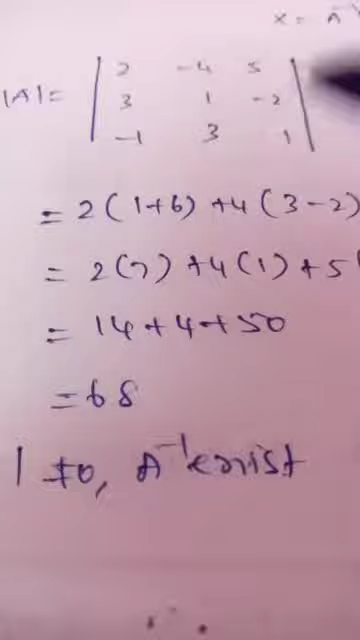 x = A⁻¹
|A| = | 2 -4 5 |
| 3 1 -2 |
| -1 3 1 |
= 2(1+6) +4(3-2)
= 2(7) +4(1) +5(
= 14+4+50
=68
| ≠0, A⁻¹ exist